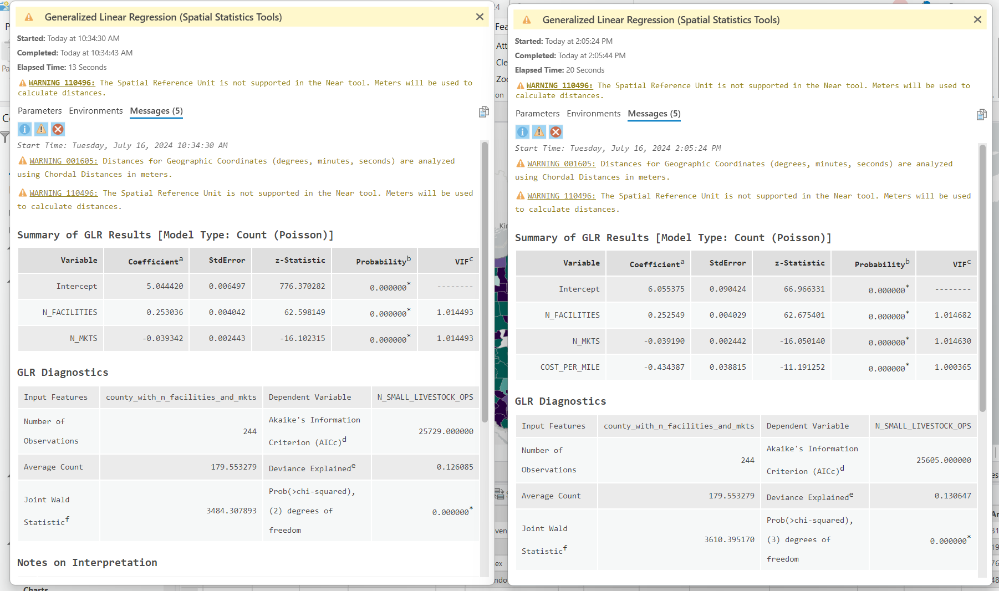 Generalized Linear Regression (Spatial Statistics Tools)
Started: Today at 10:34:30 AM
Completed: Today at 10:34:43 AM
Elapsed Time: 13 Seconds
WARNING 110496: The Spatial Reference Unit is not supported in the Near tool. Meters will be used to
calculate distances.
Parameters Environments Messages (5)
Start Time: Tuesday, July 16, 2024 10:34:30 AM
WARNING 001605: Distances for Geographic Coordinates (degrees, minutes, seconds) are analyzed
using Chordal Distances in meters.
WARNING 110496: The Spatial Reference Unit is not supported in the Near tool. Meters will be used
to calculate distances.
Summary of GLR Results [Model Type: Count (Poisson)]
Variable Coefficientᵃ StdError z-Statistic Probabilityᵇ VIFᶜ
Intercept 5.044420 0.006497 776.370282 0.000000* --------
N_FACILITIES 0.253036 0.004042 62.598149 0.000000* 1.014493
N_MKTS -0.039342 0.002443 -16.102315 0.000000* 1.014493
GLR Diagnostics
Input Features county_with_n_facilities_and_mkts Dependent Variable N_SMALL_LIVESTOCK_OPS
Number of
Observations
244
Akaike's Information
Criterion (AICc)ᵈ
25729.000000
Average Count 179.553279 Deviance Explainedᵉ 0.126085
Joint Wald
Statisticᶠ
3484.307893
Prob(>chi-squared),
(2) degrees of
freedom
0.000000*
Notes on Interpretation
Charts
Generalized Linear Regression (Spatial Statistics Tools)
Started: Today at 2:05:24 PM
Completed: Today at 2:05:44 PM
Elapsed Time: 20 Seconds
WARNING 110496: The Spatial Reference Unit is not supported in the Near tool. Meters will be used to
calculate distances.
Parameters Environments Messages (5)
Start Time: Tuesday, July 16, 2024 2:05:24 PM
WARNING 001605: Distances for Geographic Coordinates (degrees, minutes, seconds) are analyzed
using Chordal Distances in meters.
WARNING 110496: The Spatial Reference Unit is not supported in the Near tool. Meters will be used
to calculate distances.
Summary of GLR Results [Model Type: Count (Poisson)]
Variable Coefficientᵃ StdError z-Statistic Probabilityᵇ VIFᶜ
Intercept 6.055375 0.090424 66.966331 0.000000* --------
N_FACILITIES 0.252549 0.004029 62.675401 0.000000* 1.014682
N_MKTS -0.039190 0.002442 -16.050140 0.000000* 1.014630
COST_PER_MILE -0.434387 0.038815 -11.191252 0.000000* 1.000365
GLR Diagnostics
Input Features county_with_n_facilities_and_mkts Dependent Variable N_SMALL_LIVESTOCK_OPS
Number of
Observations
244
Akaike's Information
Criterion (AICc)ᵈ
25605.000000
Average Count 179.553279 Deviance Explainedᵉ 0.130647
Joint Wald
Statisticᶠ
3610.395170
Prob(>chi-squared),
(3) degrees of
freedom
0.000000*